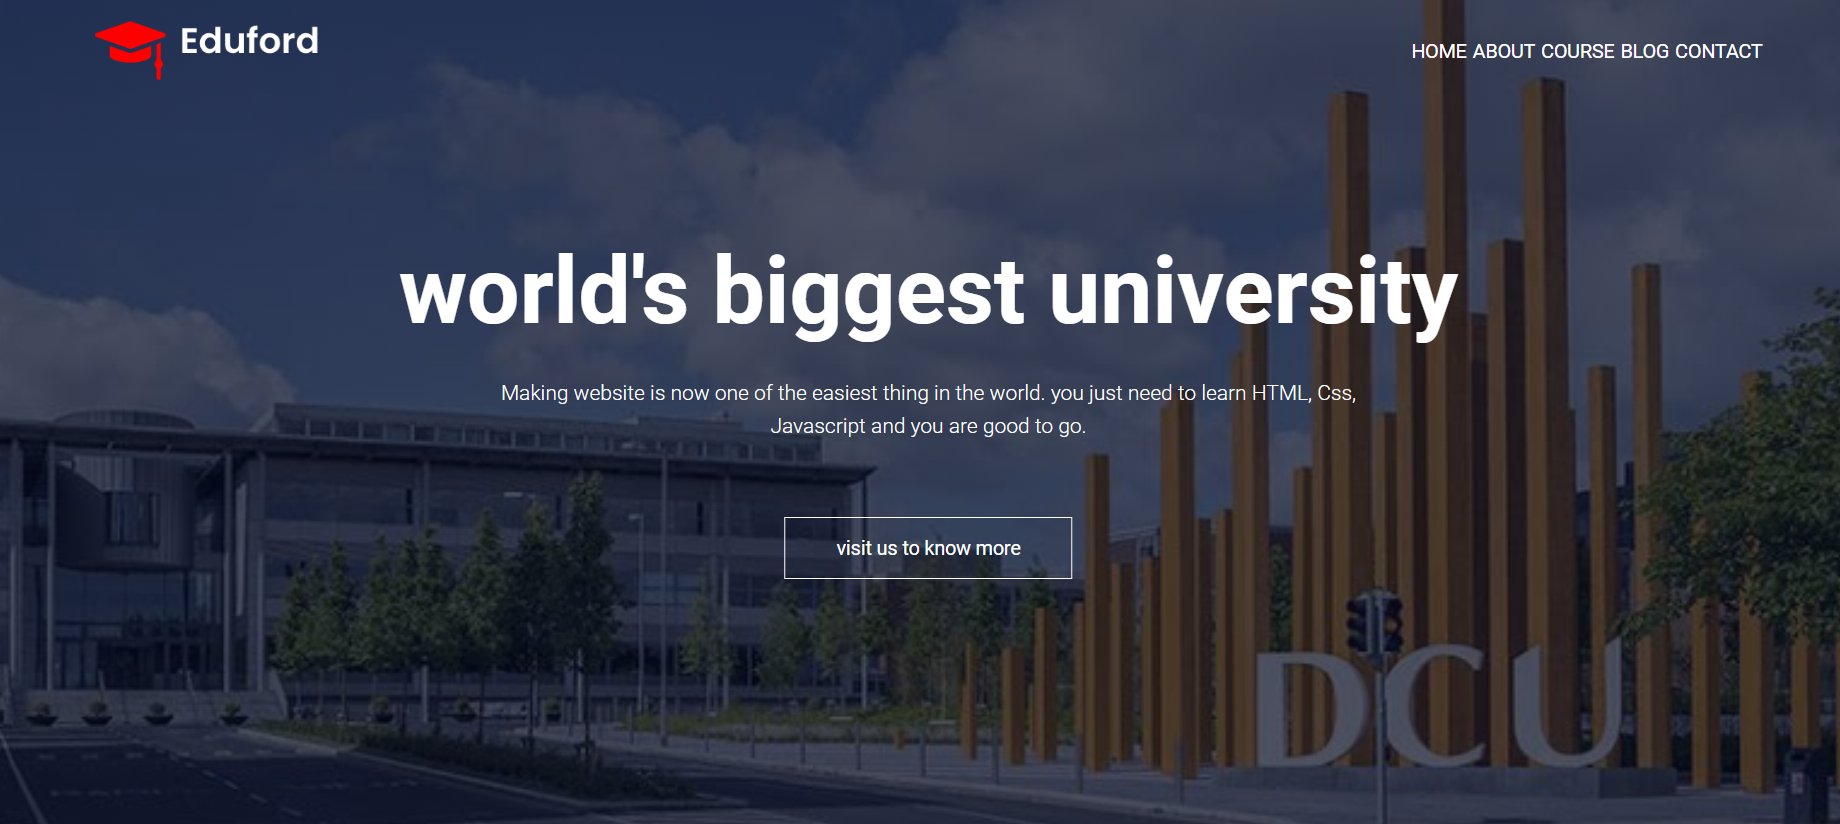 Eduford
HOME ABOUT COURSE BLOG CONTACT
world's biggest university
Making website is now one of the easiest thing in the world. you just need to learn HTML, Css,
Javascript and you are good to go.
visit us to know more
DCU